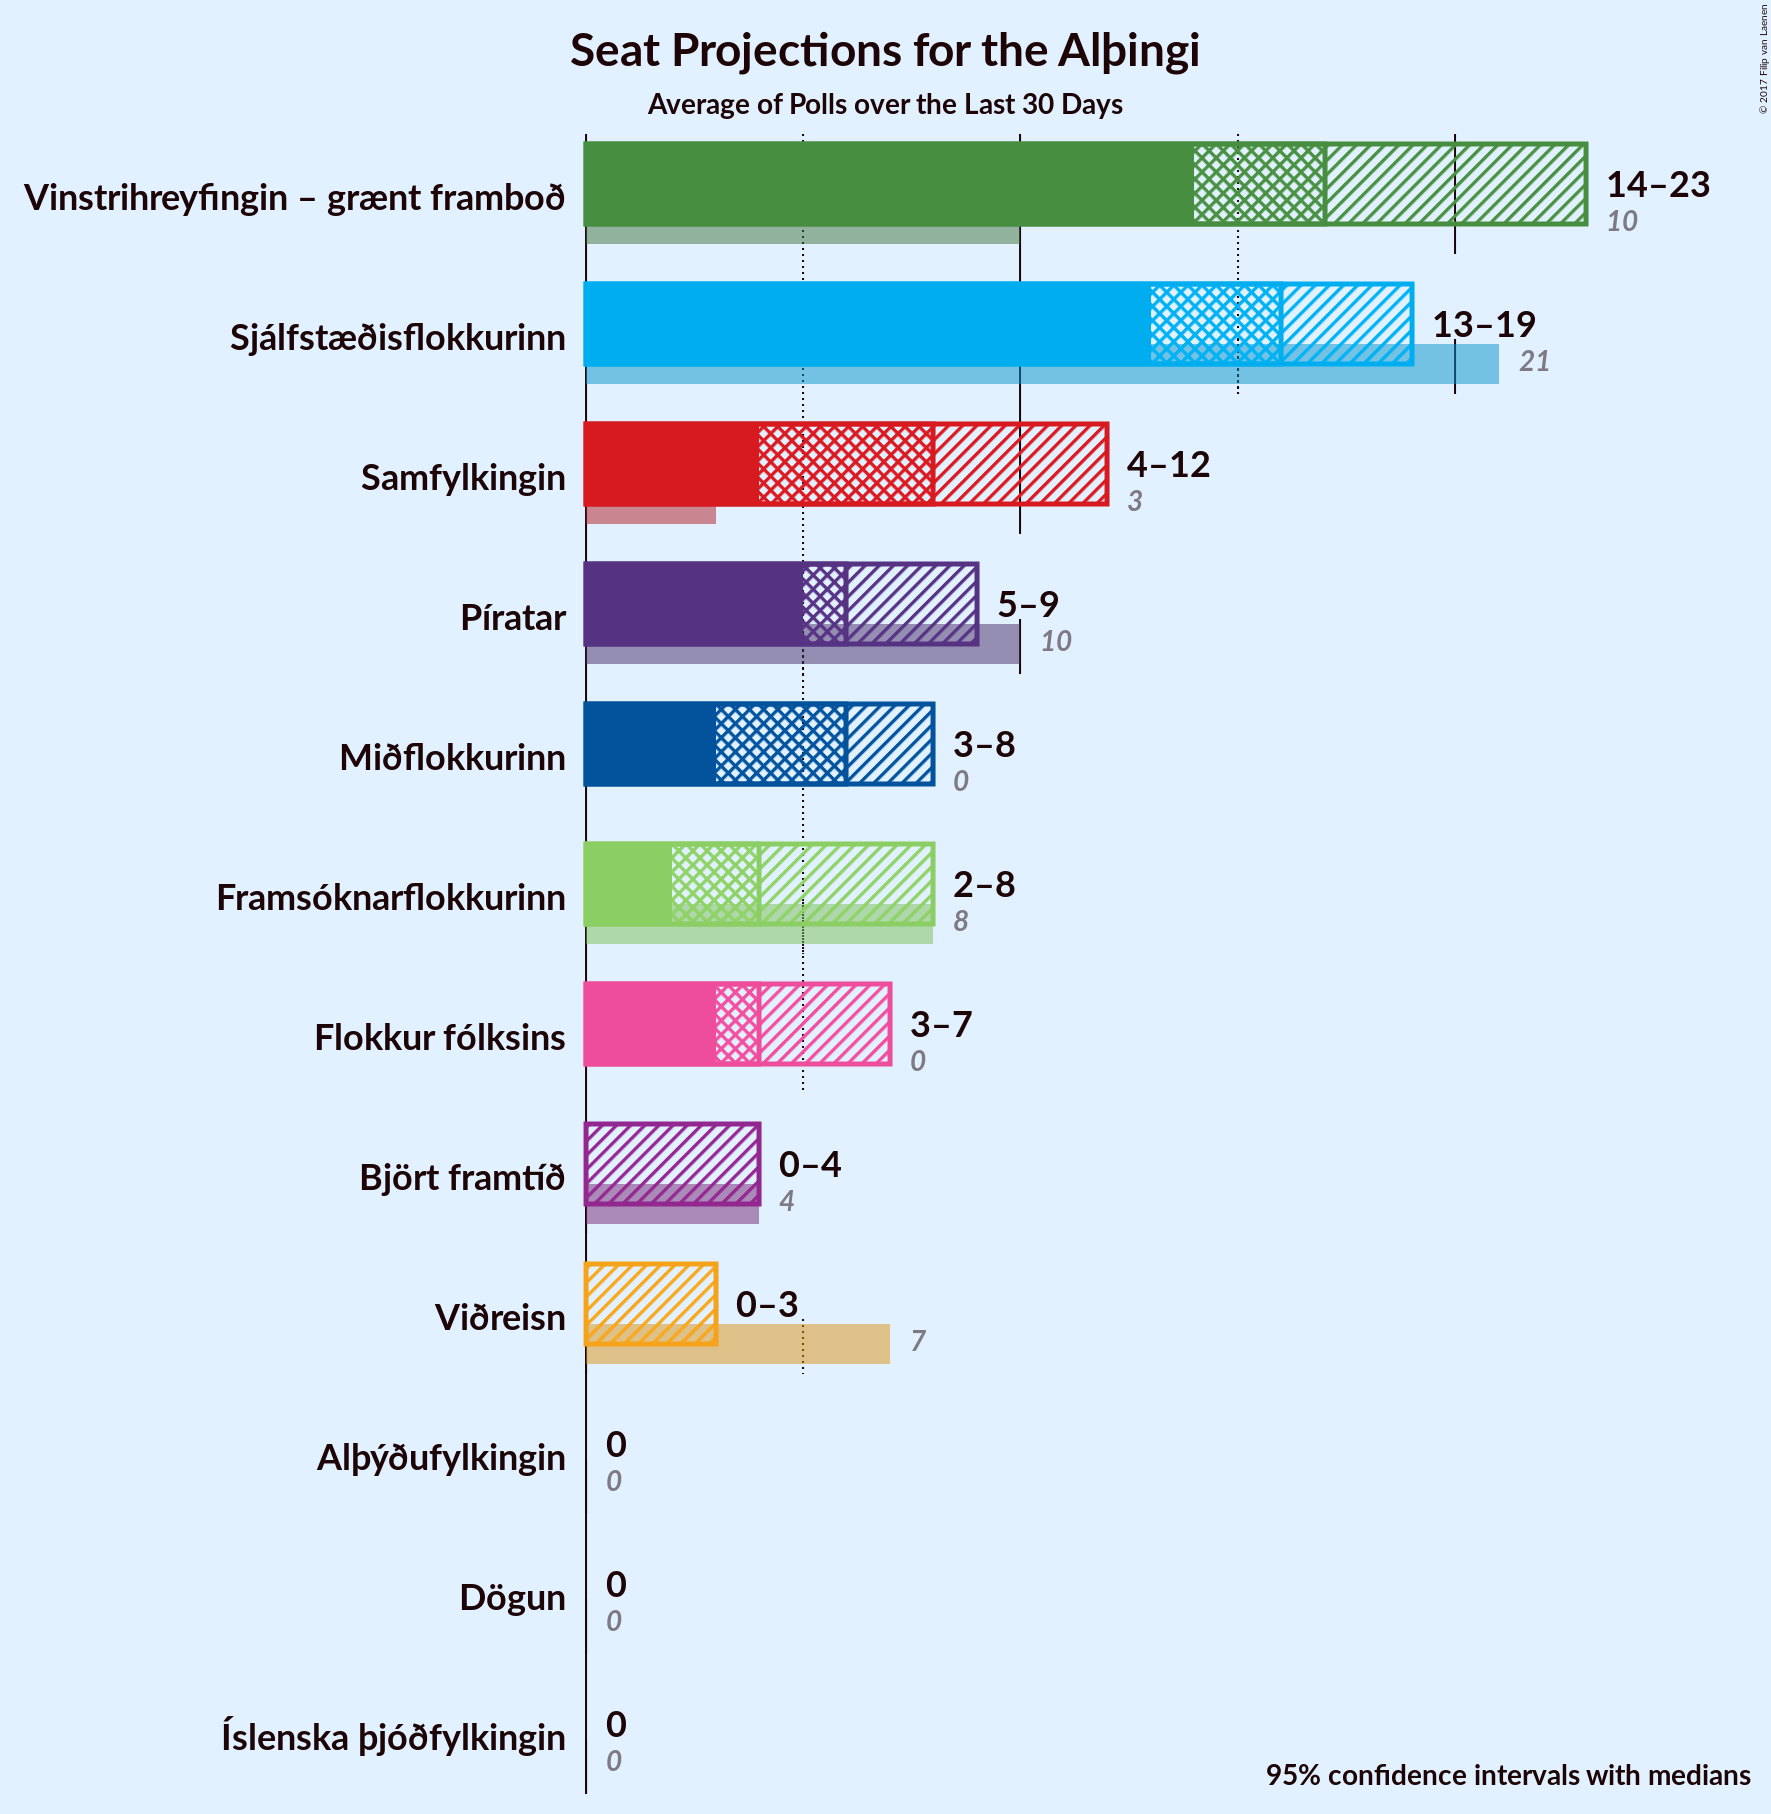 Seat Projections for the Alþingi
Average of Polls over the Last 30 Days
© 2017 Filip van Laenen
Vinstrihreyfingin – grænt framboð
14–23
10
Sjálfstæðisflokkurinn
13–19
21
Samfylkingin
4–12
3
Píratar
5–9
10
Miðflokkurinn
3–8
0
Framsóknarflokkurinn
2–8
8
Flokkur fólksins
3–7
0
Björt framtíð
0–4
4
Viðreisn
0–3
7
Alþýðufylkingin
0
0
Dögun
0
0
Íslenska þjóðfylkingin
0
0
95% confidence intervals with medians